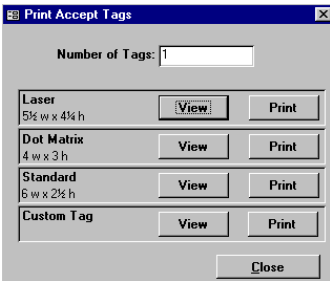 Print Accept Tags
Number of Tags: 1
Laser View Print
5½ w x 4¼ h
Dot Matrix View Print
4 w x 3 h
Standard View Print
6 w x 2½ h
Custom Tag View Print
Close